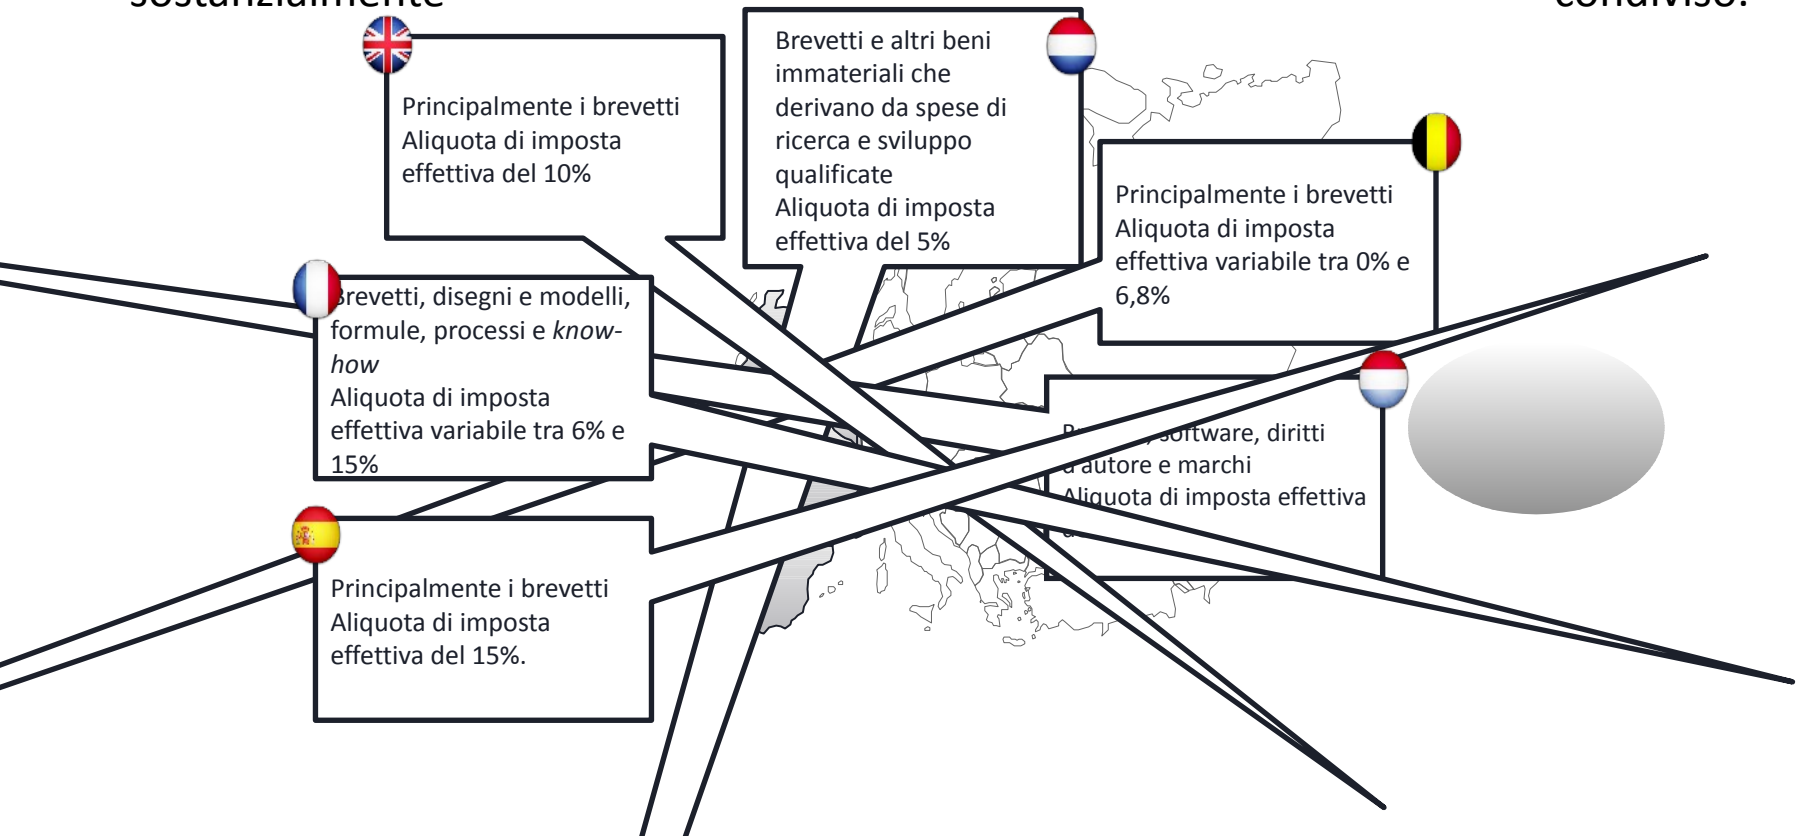 sostanzialmente
condiviso.
Principalmente i brevetti
Aliquota di imposta
effettiva del 10%
Brevetti e altri beni
immateriali che
derivano da spese di
ricerca e sviluppo
qualificate
Aliquota di imposta
effettiva del 5%
Principalmente i brevetti
Aliquota di imposta
effettiva variabile tra 0% e
6,8%
Brevetti, disegni e modelli,
formule, processi e know-
how
Aliquota di imposta
effettiva variabile tra 6% e
15%
software, diritti
d'autore e marchi
Aliquota di imposta effettiva
Principalmente i brevetti
Aliquota di imposta
effettiva del 15%.